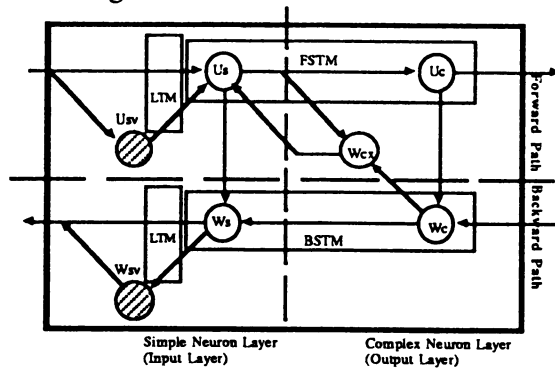 Us
FSTM
Uc
Usv
LTM
Wcx
Forward Path
Backward Path
LTM
Ws
BSTM
Wc
Wsv
Simple Neuron Layer
(Input Layer)
Complex Neuron Layer
(Output Layer)